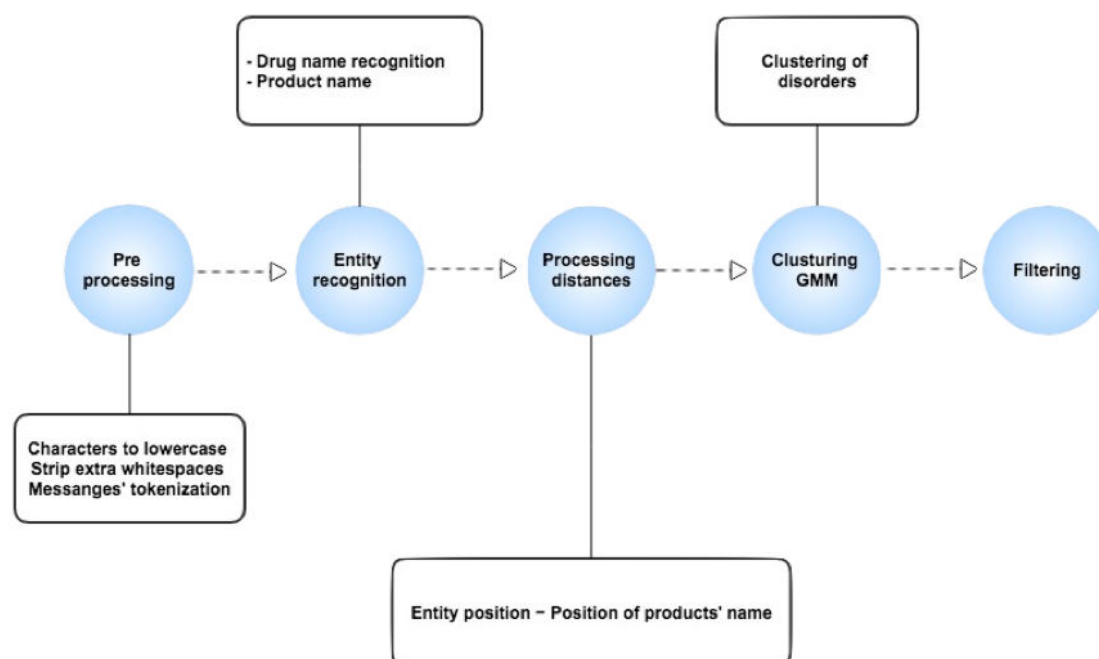 - Drug name recognition
- Product name
Clustering of
disorders
Pre
processing
Entity
recognition
Processing
distances
Clusturing
GMM
Filtering
Characters to lowercase
Strip extra whitespaces
Messanges' tokenization
Entity position − Position of products' name